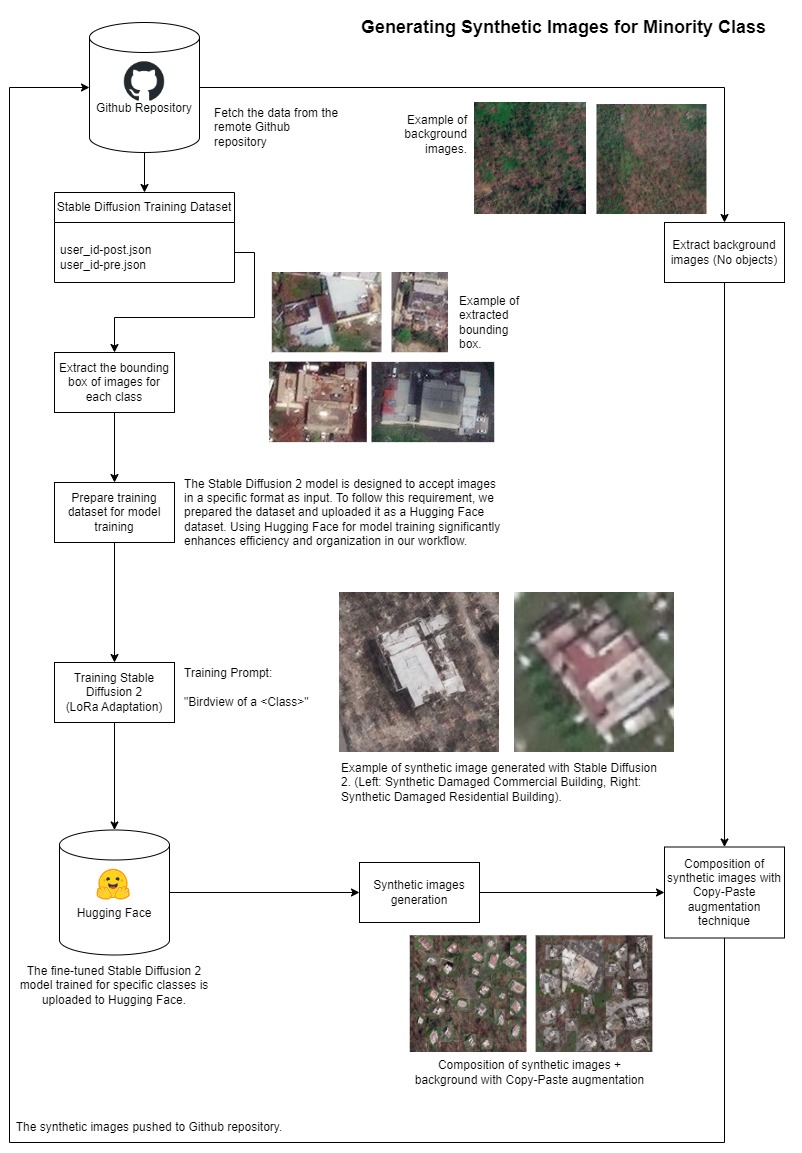 Generating Synthetic Images for Minority Class
Github Repository
Fetch the data from the
remote Github
repository
Example of
background
images.
Stable Diffusion Training Dataset
user_id-post.json
user_id-pre.json
Extract background
images (No objects)
Example of
extracted
bounding
box.
Extract the bounding
box of images for
each class
Prepare training
dataset for model
training
The Stable Diffusion 2 model is designed to accept images
in a specific format as input. To follow this requirement, we
prepared the dataset and uploaded it as a Hugging Face
dataset. Using Hugging Face for model training significantly
enhances efficiency and organization in our workflow.
Training Stable
Diffusion 2
(LoRa Adaptation)
Training Prompt:
"Birdview of a <Class>"
Example of synthetic image generated with Stable Diffusion
2. (Left: Synthetic Damaged Commercial Building, Right:
Synthetic Damaged Residential Building).
Hugging Face
Synthetic images
generation
Composition of
synthetic images with
Copy-Paste
augmentation
technique
The fine-tuned Stable Diffusion 2
model trained for specific classes is
uploaded to Hugging Face.
Composition of synthetic images +
background with Copy-Paste augmentation
The synthetic images pushed to Github repository.